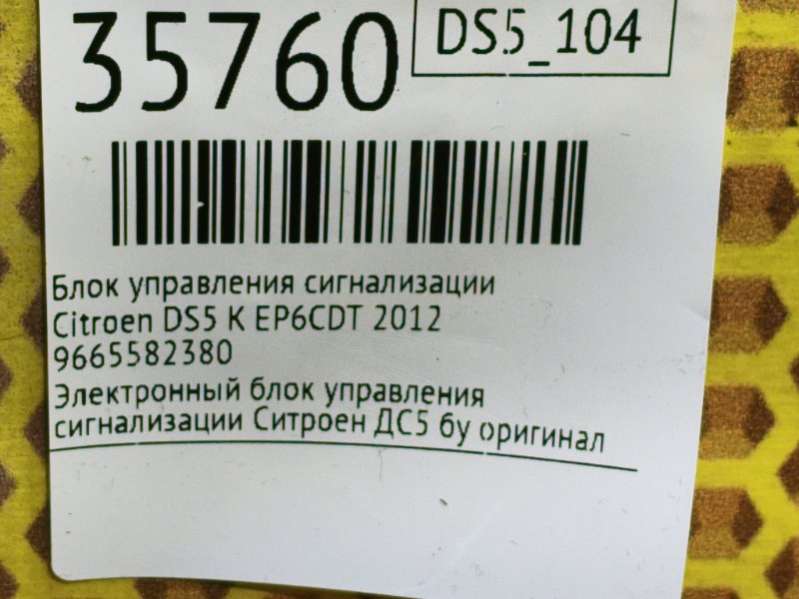 35760
DS5_104
Блок управления сигнализации
Citroen DS5 K EP6CDT 2012
9665582380
Электронный блок управления
сигнализации Ситроен ДС5 бу оригинал